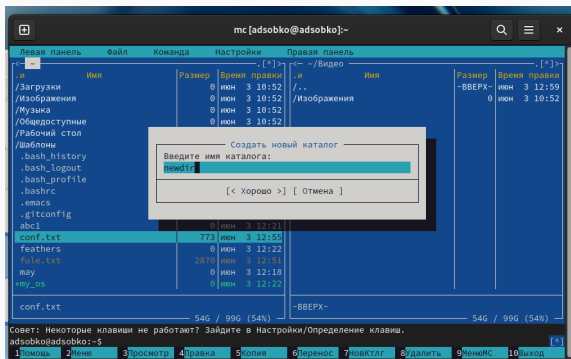 mc [adsobko@adsobko]:~
Левая панель Файл Команда Настройки Правая панель
<─ ~ .[^]> <─ ~/Видео .[^]>
.и Имя Размер Время правки .и Имя Размер Время правки
/Загрузки 0 июн 3 10:52 /.. -ВВЕРХ- июн 3 12:59
/Изображения 0 июн 3 10:52 /Изображения 0 июн 3 10:52
/Музыка 0 июн 3 10:52
/Общедоступные 0 июн 3 10:52
/Рабочий стол
/Шаблоны
Создать новый каталог
.bash_history
Введите имя каталога:
.bash_logout
newdir
.bash_profile
.bashrc
[< Хорошо >] [ Отмена ]
.emacs
.gitconfig
abc1 0 июн 3 12:21
conf.txt 773 июн 3 12:55
feathers 0 июн 3 12:22
fule.txt 2870 июн 3 12:51
may 0 июн 3 12:18
*my_os 0 июн 3 12:22
conf.txt -ВВЕРХ-
54G / 99G (54%) 54G / 99G (54%)
Совет: Некоторые клавиши не работают? Зайдите в Настройки/Определение клавиш.
adsobko@adsobko:~$ [^]
1Помощь 2Меню 3Просмотр 4Правка 5Копия 6Перенос 7НовКтлг 8Удалить 9МенюМС 10Выход